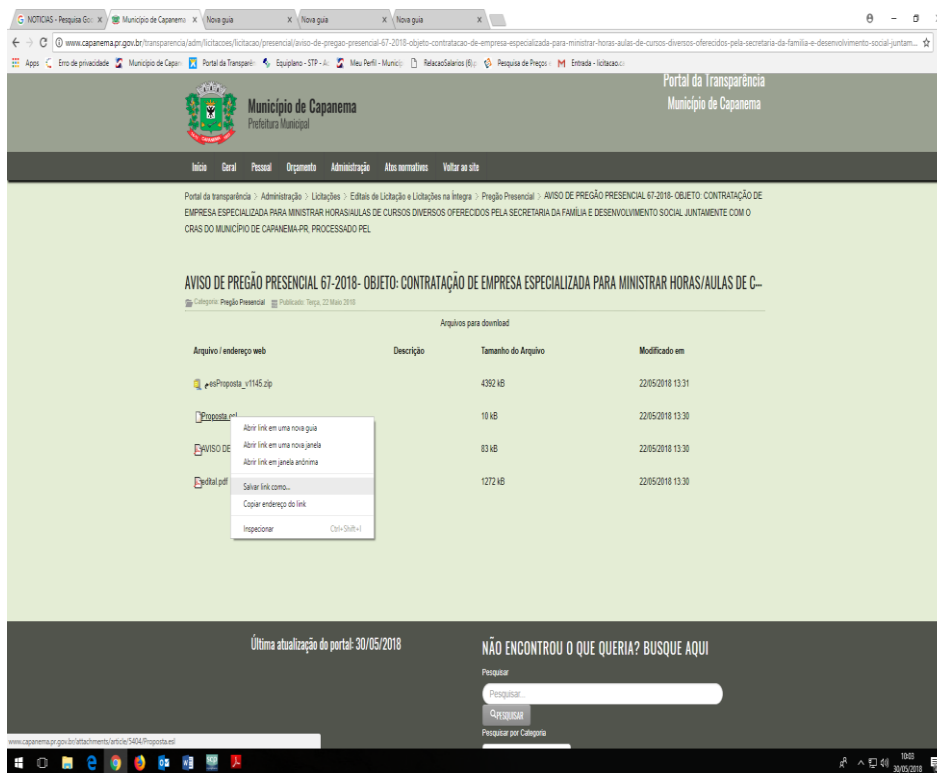 NOTICIAS - Pesquisa Goo
Município de Capanema
Nova guia
Nova guia
Nova guia
www.capanema.pr.gov.br/transparencia/adm/licitacoes/licitacao/presencial/aviso-de-pregao-presencial-67-2018-objeto-contratacao-de-empresa-especializada-para-ministrar-horas-aulas-de-cursos-diversos-oferecidos-pela-secretaria-da-familia-e-desenvolvimento-social-juntam...
Apps
Erro de privacidade
Município de Capan
Portal da Transparên
Equiplano - STP - Ac
Meu Perfil - Municíp
RelacaoSalarios (6).p
Pesquisa de Preços
Entrada - licitacao.c
Município de Capanema
Prefeitura Municipal
Portal da Transparência
Município de Capanema
Início Geral Pessoal Orçamento Administração Atos normativos Voltar ao site
Portal da transparência > Administração > Licitações > Editais de Licitação e Licitações na Íntegra > Pregão Presencial > AVISO DE PREGÃO PRESENCIAL 67-2018- OBJETO: CONTRATAÇÃO DE
EMPRESA ESPECIALIZADA PARA MINISTRAR HORAS/AULAS DE CURSOS DIVERSOS OFERECIDOS PELA SECRETARIA DA FAMÍLIA E DESENVOLVIMENTO SOCIAL JUNTAMENTE COM O
CRAS DO MUNICÍPIO DE CAPANEMA-PR, PROCESSADO PEL
AVISO DE PREGÃO PRESENCIAL 67-2018- OBJETO: CONTRATAÇÃO DE EMPRESA ESPECIALIZADA PARA MINISTRAR HORAS/AULAS DE C...
Categoria: Pregão Presencial Publicado: Terça, 22 Maio 2018
Arquivos para download
Arquivo / endereço web Descrição Tamanho do Arquivo Modificado em
esProposta_v1145.zip 4392 kB 22/05/2018 13:31
Proposta.esl 10 kB 22/05/2018 13:30
AVISO DE 83 kB 22/05/2018 13:30
edital.pdf 1272 kB 22/05/2018 13:30
Abrir link em uma nova guia
Abrir link em uma nova janela
Abrir link em janela anônima
Salvar link como...
Copiar endereço do link
Inspecionar Ctrl+Shift+I
Última atualização do portal: 30/05/2018
NÃO ENCONTROU O QUE QUERIA? BUSQUE AQUI
Pesquisar
Pesquisar...
PESQUISAR
Pesquisar por Categoria
www.capanema.pr.gov.br/attachments/article/5404/Proposta.esl
10:03
30/05/2018